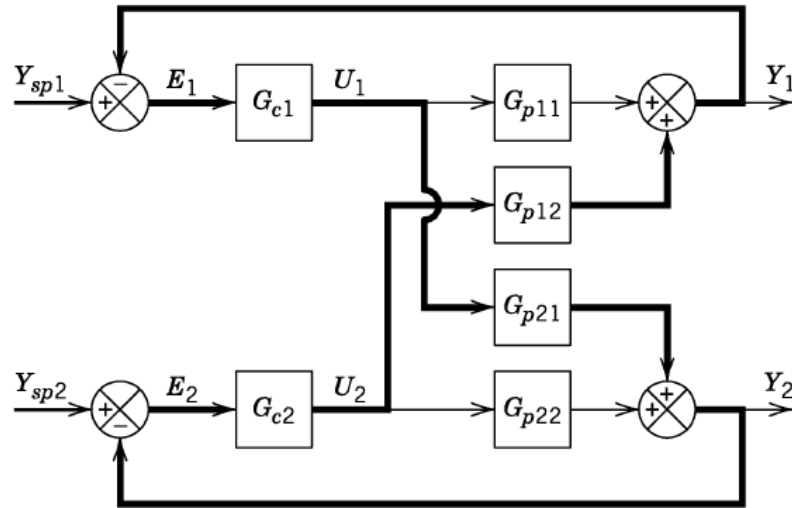 Y_sp1 + − E_1 G_c1 U_1 G_p11 + + Y_1
G_p12
G_p21
Y_sp2 + − E_2 G_c2 U_2 G_p22 + + Y_2